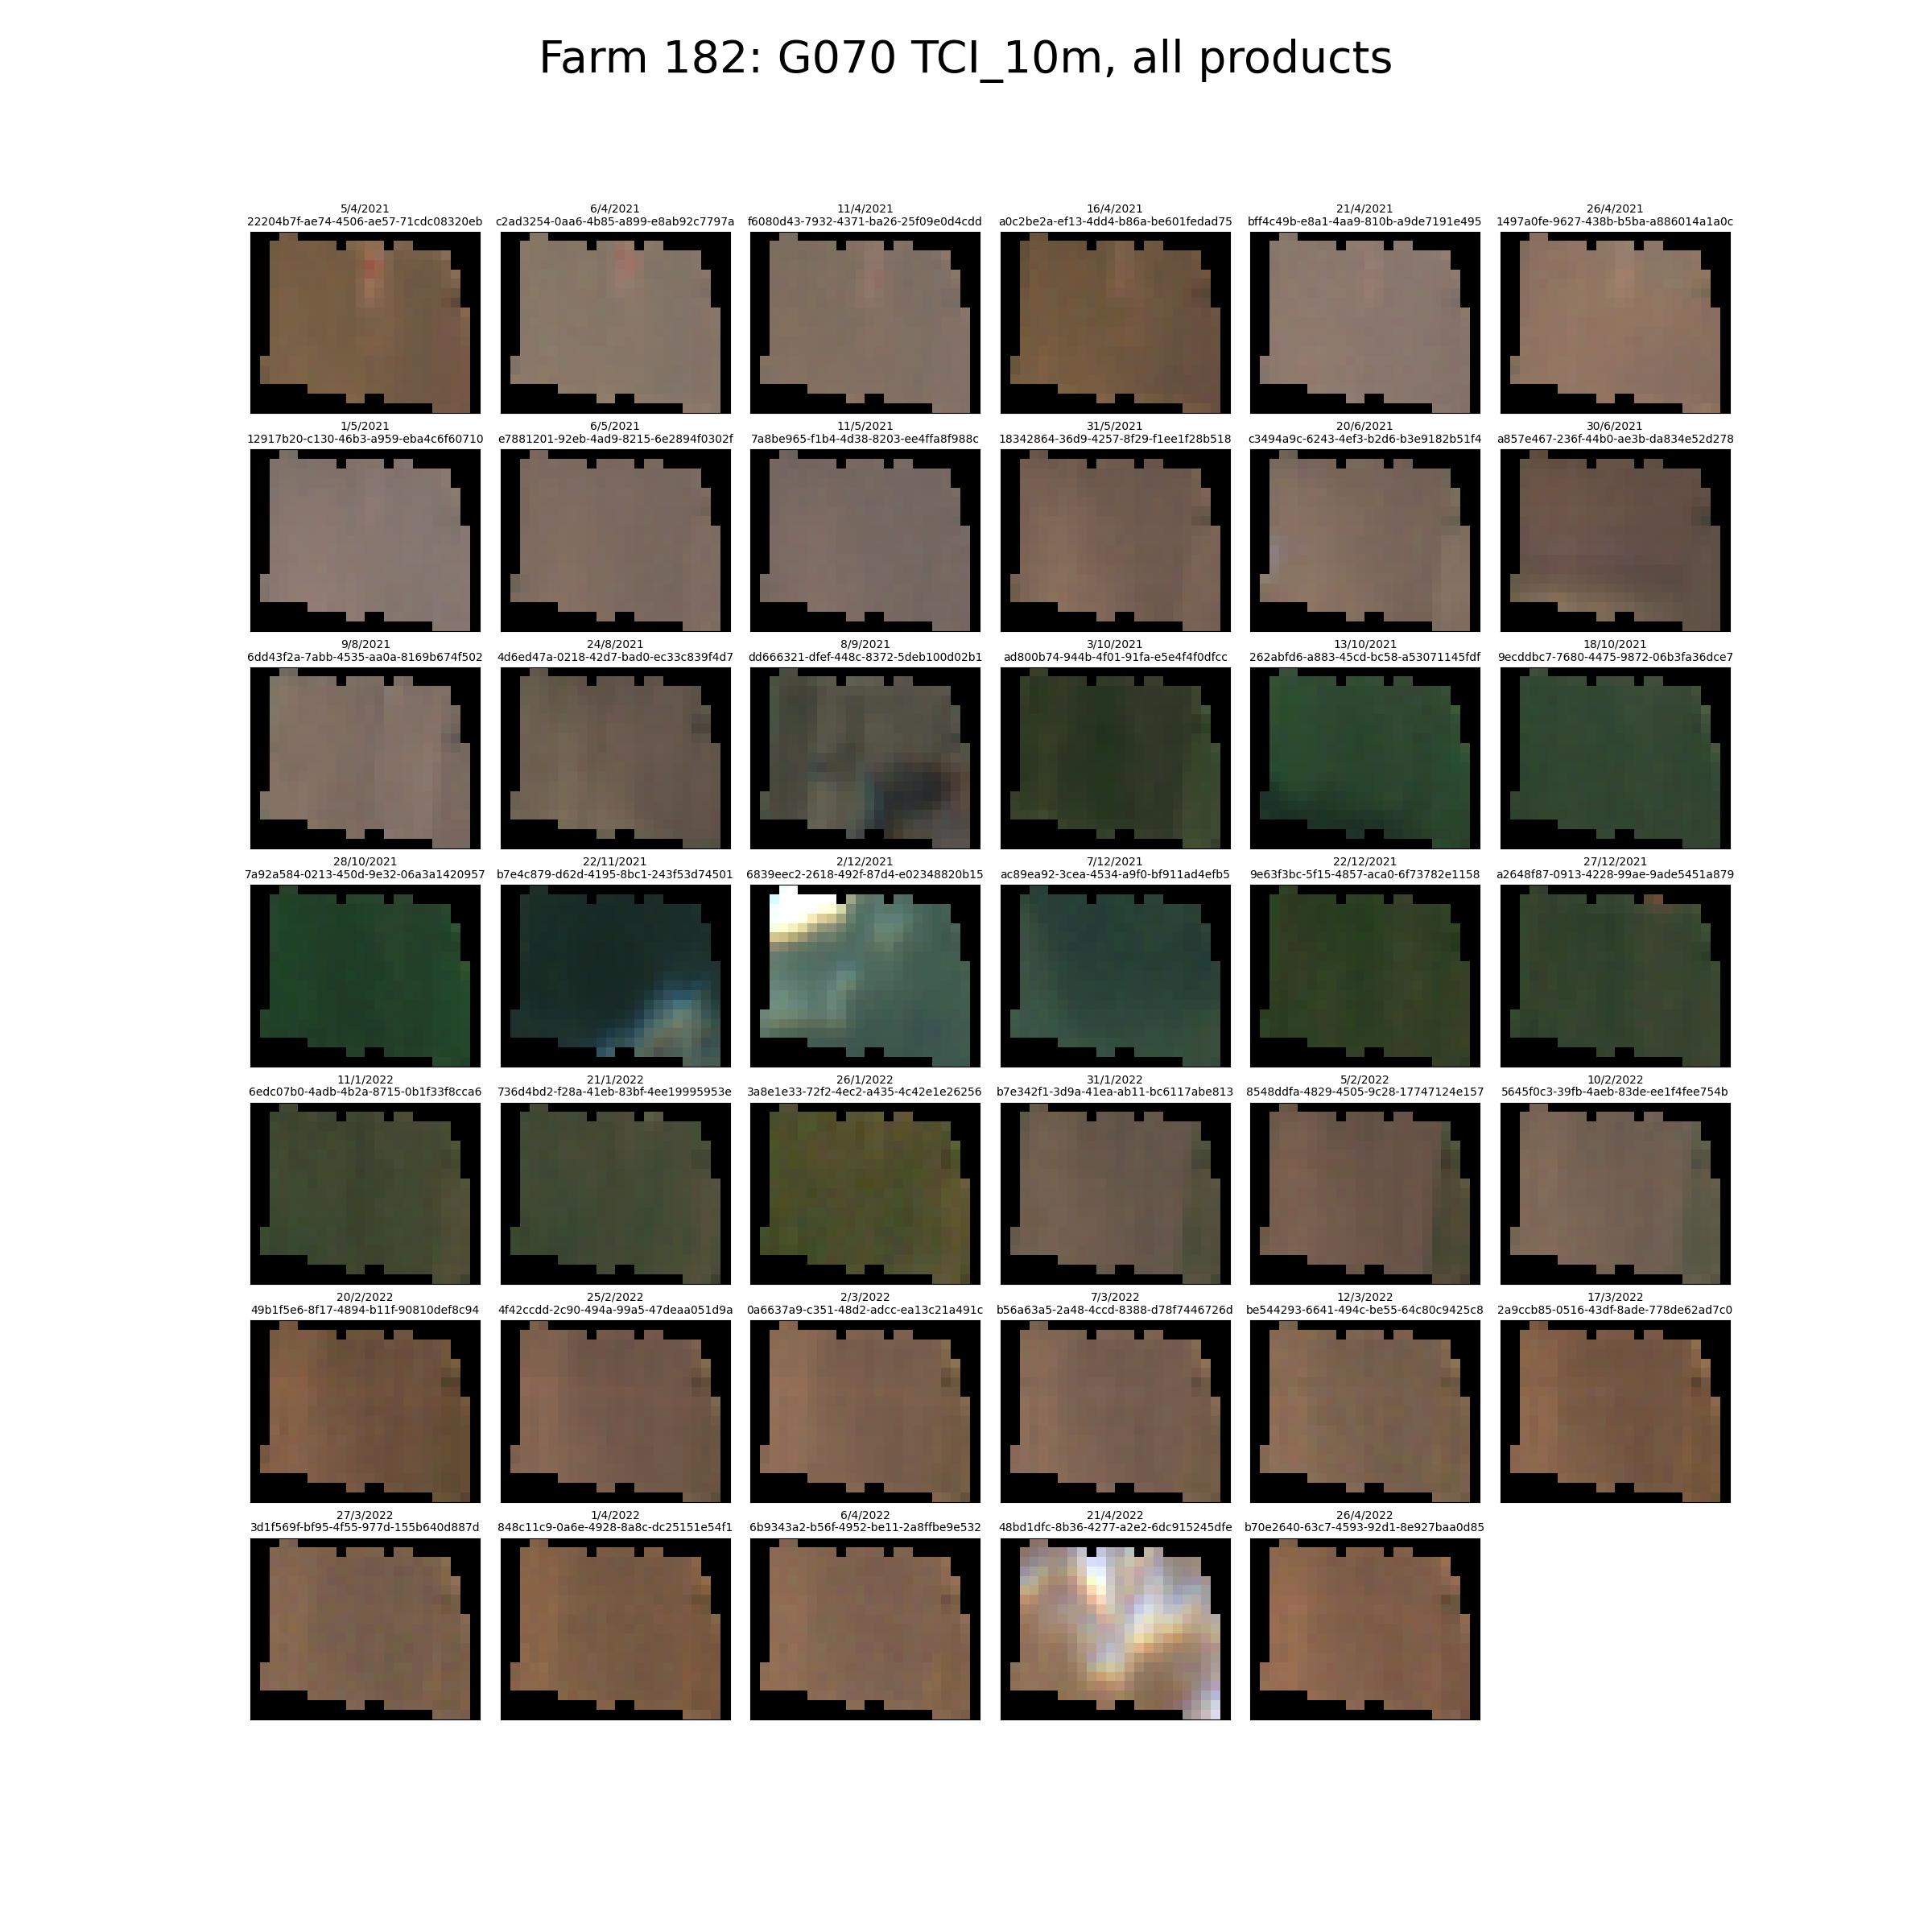 Farm 182: G070 TCI_10m, all products
5/4/2021
22204b7f-ae74-4506-ae57-71cdc08320eb
6/4/2021
c2ad3254-0aa6-4b85-a899-e8ab92c7797a
11/4/2021
f6080d43-7932-4371-ba26-25f09e0d4cdd
16/4/2021
a0c2be2a-ef13-4dd4-b86a-be601fedad75
21/4/2021
bff4c49b-e8a1-4aa9-810b-a9de7191e495
26/4/2021
1497a0fe-9627-438b-b5ba-a886014a1a0c
1/5/2021
12917b20-c130-46b3-a959-eba4c6f60710
6/5/2021
e7881201-92eb-4ad9-8215-6e2894f0302f
11/5/2021
7a8be965-f1b4-4d38-8203-ee4ffa8f988c
31/5/2021
18342864-36d9-4257-8f29-f1ee1f28b518
20/6/2021
c3494a9c-6243-4ef3-b2d6-b3e9182b51f4
30/6/2021
a857e467-236f-44b0-ae3b-da834e52d278
9/8/2021
6dd43f2a-7abb-4535-aa0a-8169b674f502
24/8/2021
4d6ed47a-0218-42d7-bad0-ec33c839f4d7
8/9/2021
dd666321-dfef-448c-8372-5deb100d02b1
3/10/2021
ad800b74-944b-4f01-91fa-e5e4f4f0dfcc
13/10/2021
262abfd6-a883-45cd-bc58-a53071145fdf
18/10/2021
9ecddbc7-7680-4475-9872-06b3fa36dce7
28/10/2021
7a92a584-0213-450d-9e32-06a3a1420957
22/11/2021
b7e4c879-d62d-4195-8bc1-243f53d74501
2/12/2021
6839eec2-2618-492f-87d4-e02348820b15
7/12/2021
ac89ea92-3cea-4534-a9f0-bf911ad4efb5
22/12/2021
9e63f3bc-5f15-4857-aca0-6f73782e1158
27/12/2021
a2648f87-0913-4228-99ae-9ade5451a879
11/1/2022
6edc07b0-4adb-4b2a-8715-0b1f33f8cca6
21/1/2022
736d4bd2-f28a-41eb-83bf-4ee19995953e
26/1/2022
3a8e1e33-72f2-4ec2-a435-4c42e1e26256
31/1/2022
b7e342f1-3d9a-41ea-ab11-bc6117abe813
5/2/2022
8548ddfa-4829-4505-9c28-17747124e157
10/2/2022
5645f0c3-39fb-4aeb-83de-ee1f4fee754b
20/2/2022
49b1f5e6-8f17-4894-b11f-90810def8c94
25/2/2022
4f42ccdd-2c90-494a-99a5-47deaa051d9a
2/3/2022
0a6637a9-c351-48d2-adcc-ea13c21a491c
7/3/2022
b56a63a5-2a48-4ccd-8388-d78f7446726d
12/3/2022
be544293-6641-494c-be55-64c80c9425c8
17/3/2022
2a9ccb85-0516-43df-8ade-778de62ad7c0
27/3/2022
3d1f569f-bf95-4f55-977d-155b640d887d
1/4/2022
848c11c9-0a6e-4928-8a8c-dc25151e54f1
6/4/2022
6b9343a2-b56f-4952-be11-2a8ffbe9e532
21/4/2022
48bd1dfc-8b36-4277-a2e2-6dc915245dfe
26/4/2022
b70e2640-63c7-4593-92d1-8e927baa0d85